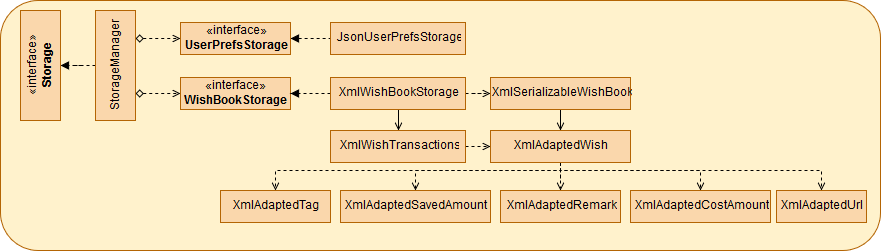 «interface»
Storage
StorageManager
«interface»
UserPrefsStorage
JsonUserPrefsStorage
«interface»
WishBookStorage
XmlWishBookStorage
XmlSerializableWishBook
XmlWishTransactions
XmlAdaptedWish
XmlAdaptedTag
XmlAdaptedSavedAmount
XmlAdaptedRemark
XmlAdaptedCostAmount
XmlAdaptedUrl